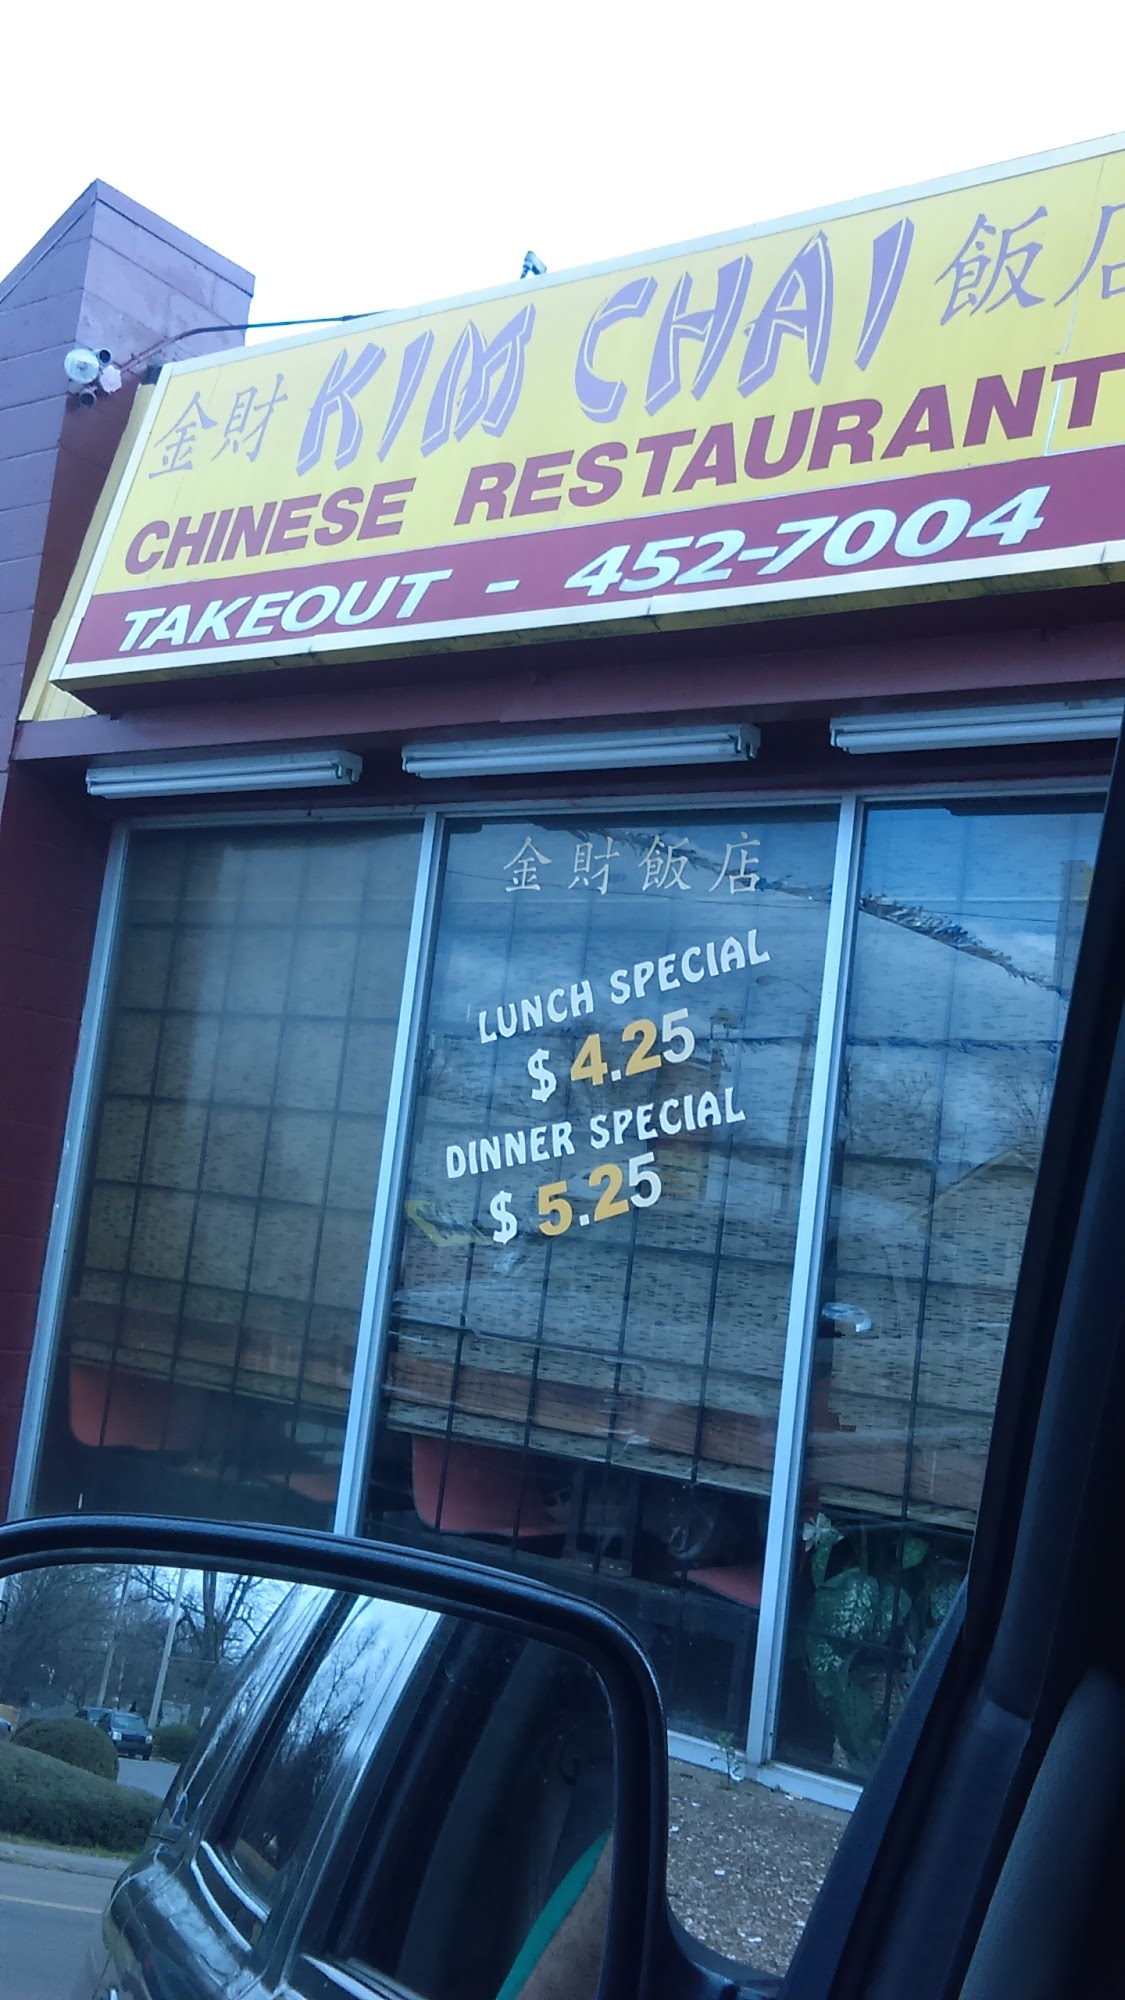 金財 KIM CHAI 飯店
CHINESE RESTAURANT
TAKEOUT - 452-7004
金財飯店
LUNCH SPECIAL
$ 4.25
DINNER SPECIAL
$ 5.25